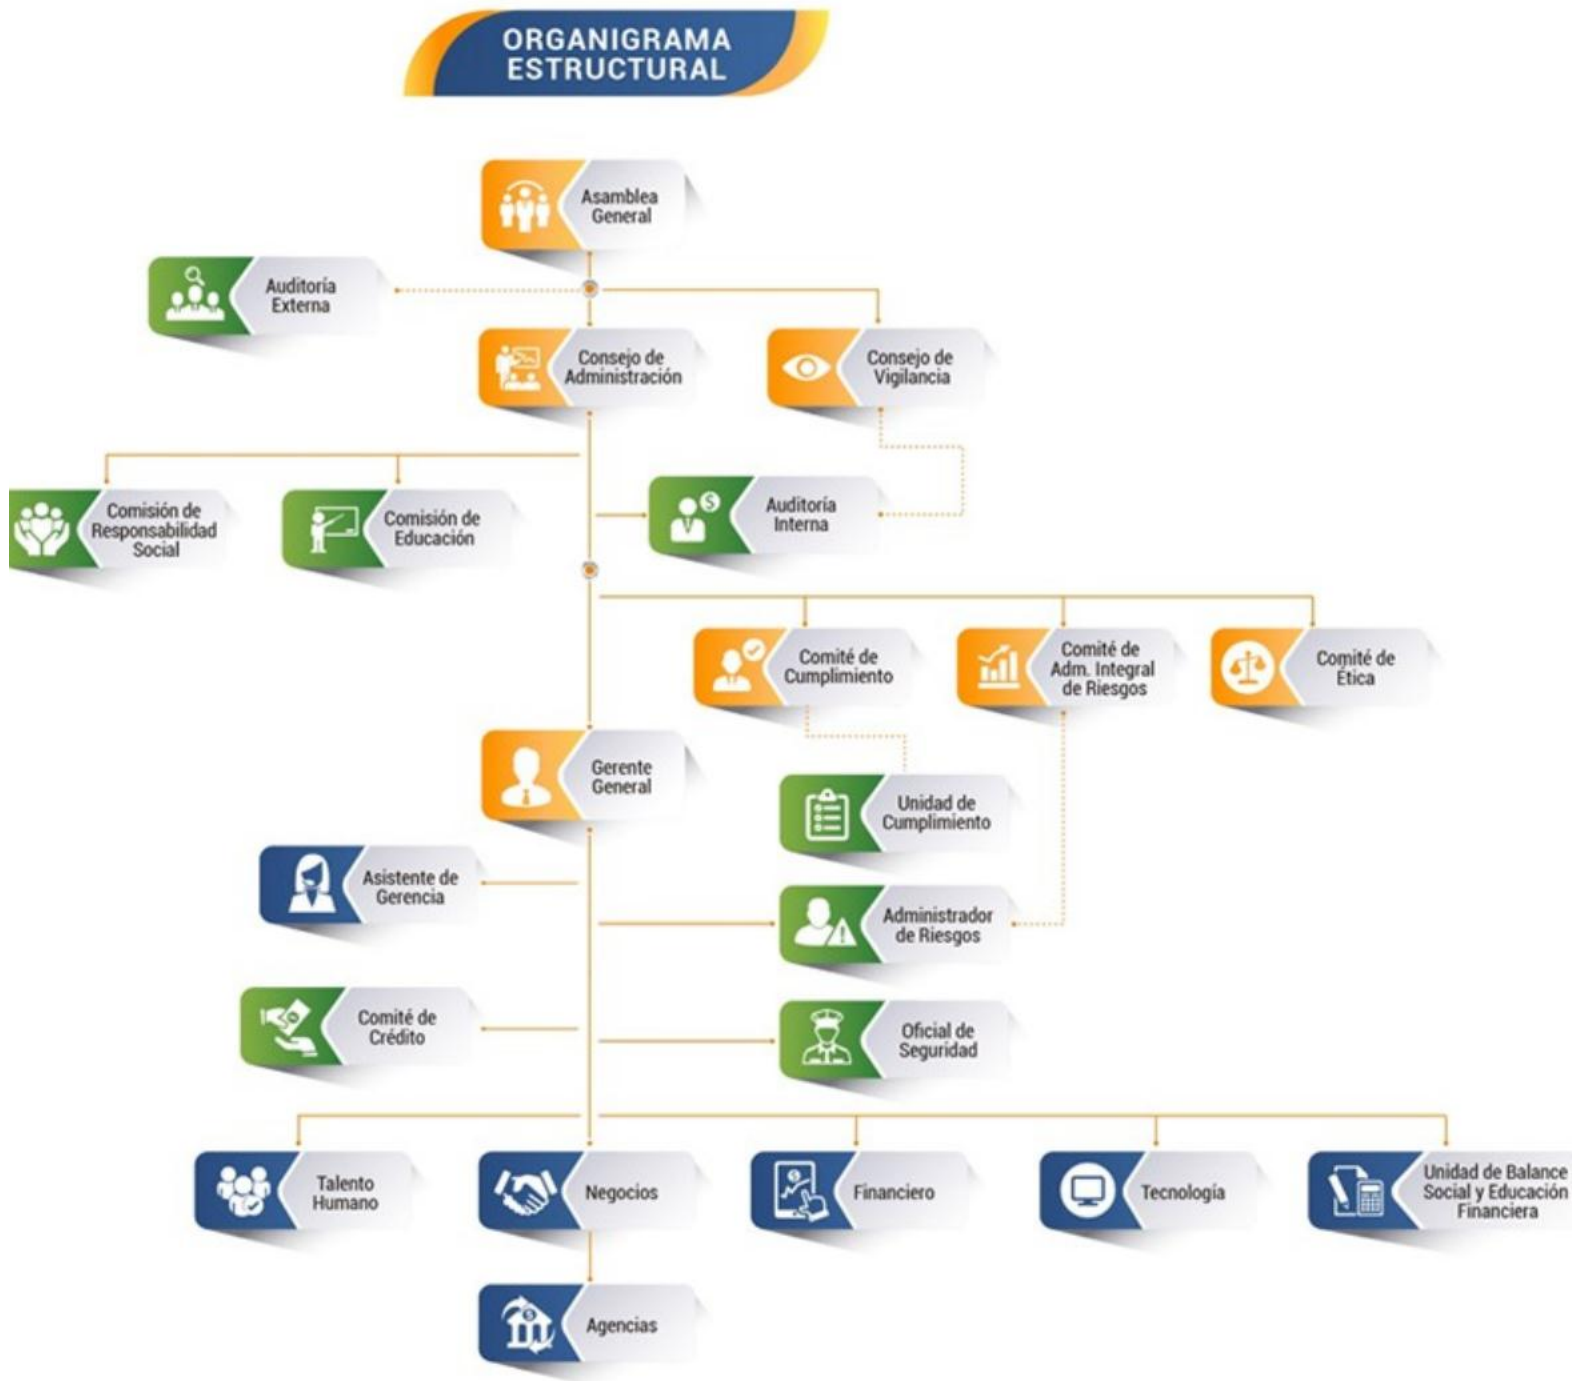 ORGANIGRAMA
ESTRUCTURAL
Asamblea
General
Auditoría
Externa
Consejo de
Administración
Consejo de
Vigilancia
Comisión de
Responsabilidad
Social
Comisión de
Educación
Auditoría
Interna
Comité de
Cumplimiento
Comité de
Adm. Integral
de Riesgos
Comité de
Ética
Gerente
General
Unidad de
Cumplimiento
Asistente de
Gerencia
Administrador
de Riesgos
Comité de
Crédito
Oficial de
Seguridad
Talento
Humano
Negocios
Financiero
Tecnología
Unidad de Balance
Social y Educación
Financiera
Agencias